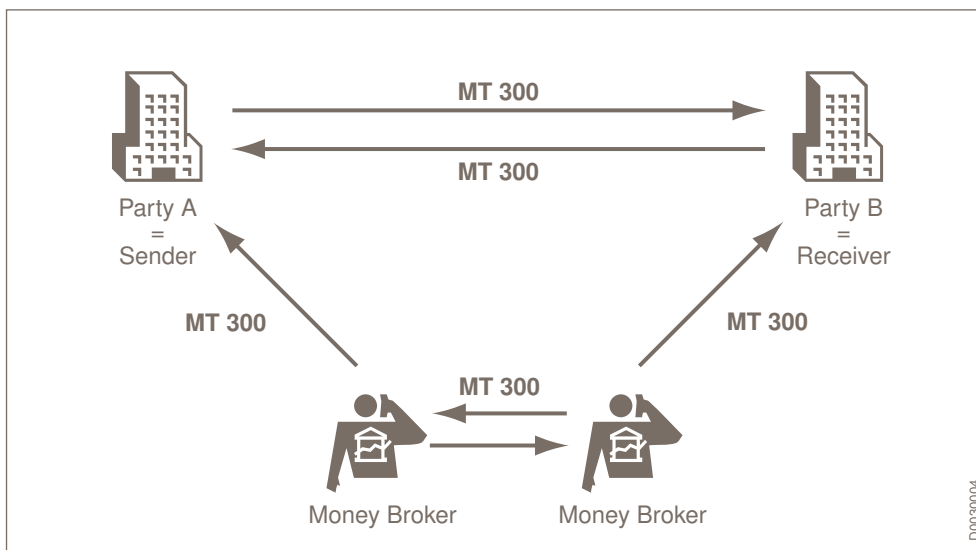 MT 300
MT 300
Party A
=
Sender
Party B
=
Receiver
MT 300
MT 300
MT 300
Money Broker
Money Broker
D0030004